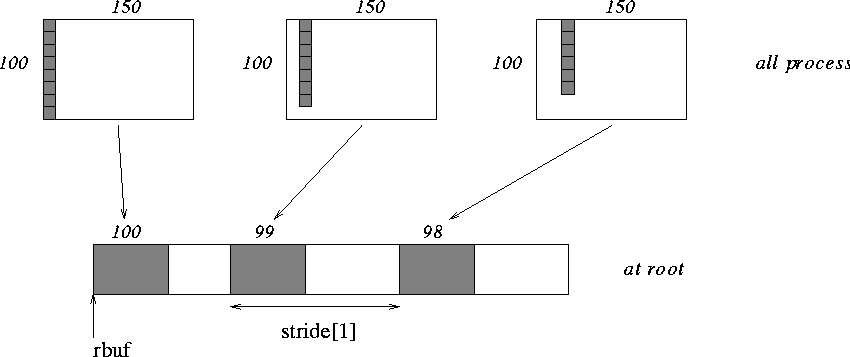 150 150 150
100 100 100 all process
100 99 98
at root
stride[1]
rbuf